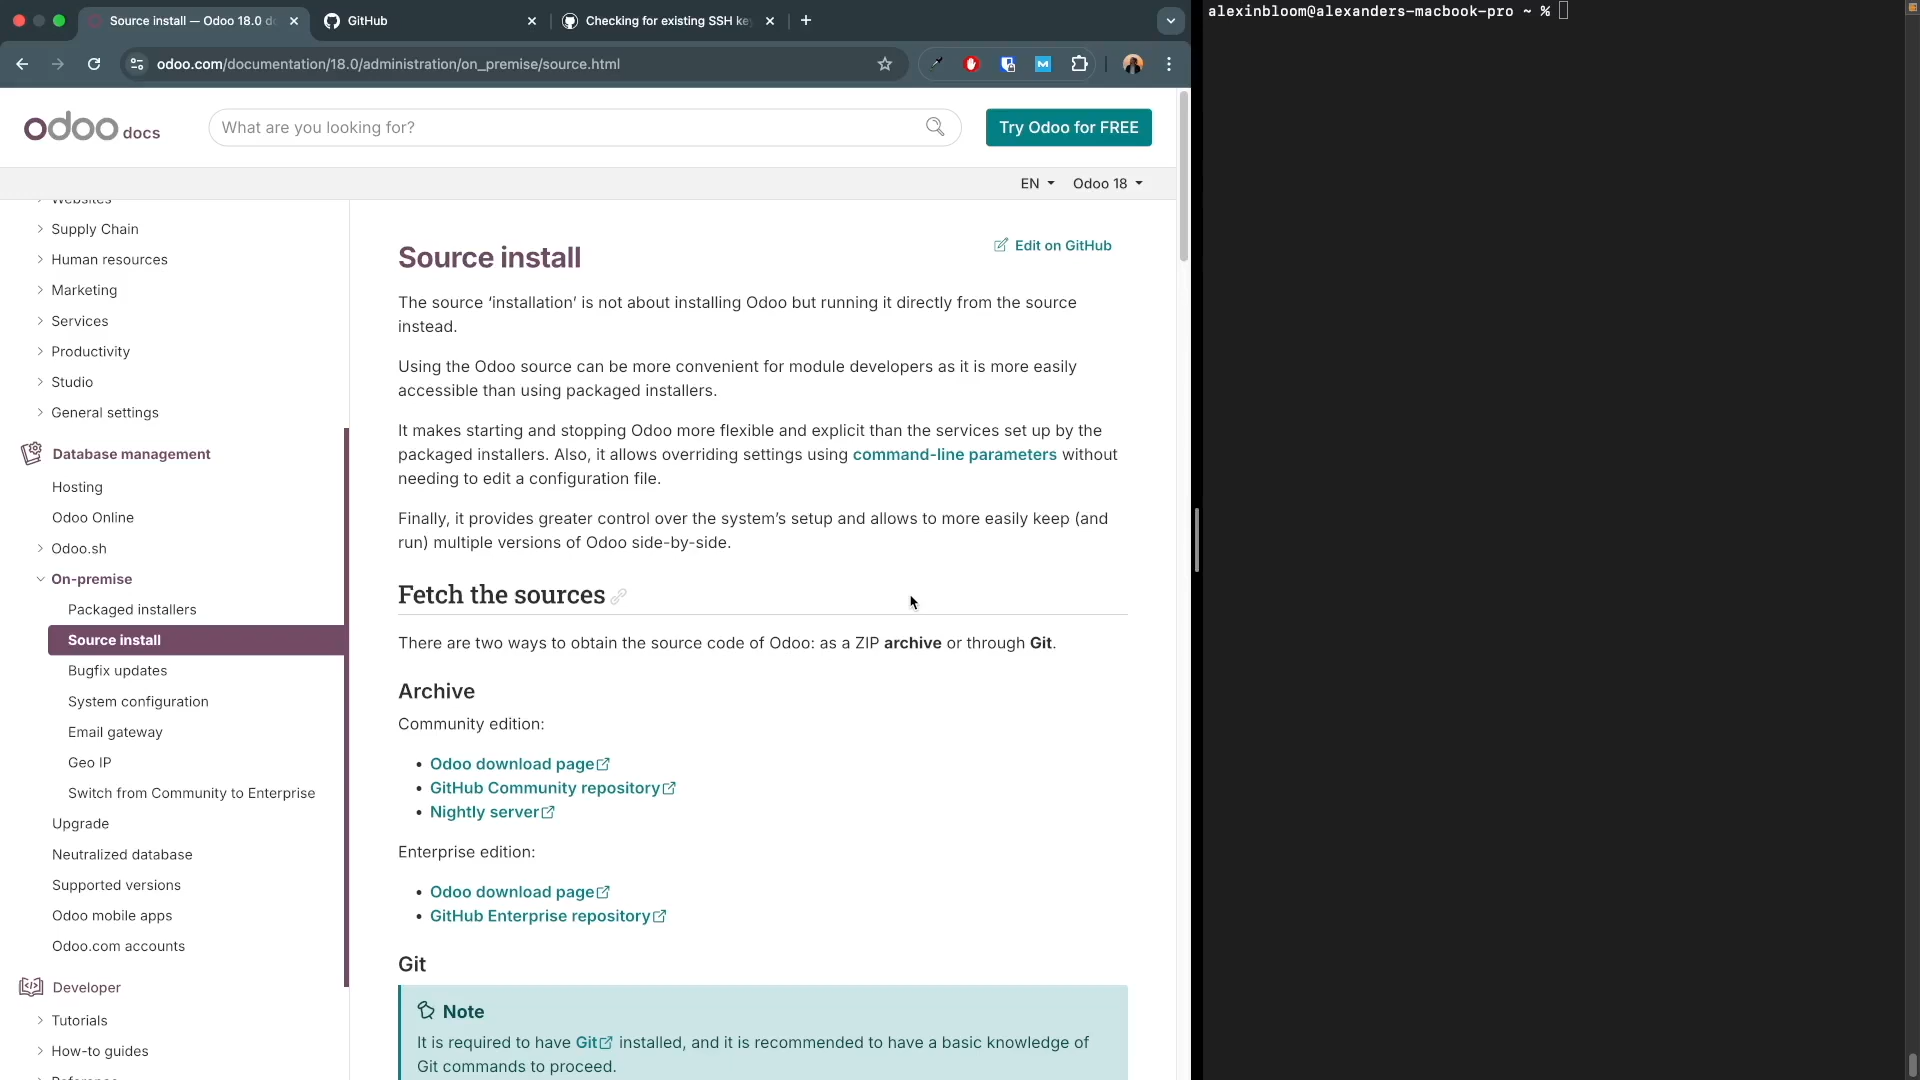 Source install — Odoo 18.0 d
GitHub
Checking for existing SSH ke
odoo.com/documentation/18.0/administration/on_premise/source.html
odoo docs
What are you looking for?
Try Odoo for FREE
EN
Odoo 18
Websites
Supply Chain
Human resources
Marketing
Services
Productivity
Studio
General settings
Database management
Hosting
Odoo Online
Odoo.sh
On-premise
Packaged installers
Source install
Bugfix updates
System configuration
Email gateway
Geo IP
Switch from Community to Enterprise
Upgrade
Neutralized database
Supported versions
Odoo mobile apps
Odoo.com accounts
Developer
Tutorials
How-to guides
Source install
Edit on GitHub
The source ‘installation’ is not about installing Odoo but running it directly from the source
instead.
Using the Odoo source can be more convenient for module developers as it is more easily
accessible than using packaged installers.
It makes starting and stopping Odoo more flexible and explicit than the services set up by the
packaged installers. Also, it allows overriding settings using command-line parameters without
needing to edit a configuration file.
Finally, it provides greater control over the system’s setup and allows to more easily keep (and
run) multiple versions of Odoo side-by-side.
Fetch the sources
There are two ways to obtain the source code of Odoo: as a ZIP archive or through Git.
Archive
Community edition:
Odoo download page
GitHub Community repository
Nightly server
Enterprise edition:
Odoo download page
GitHub Enterprise repository
Git
Note
It is required to have Git installed, and it is recommended to have a basic knowledge of
Git commands to proceed.
alexinbloom@alexanders-macbook-pro ~ %